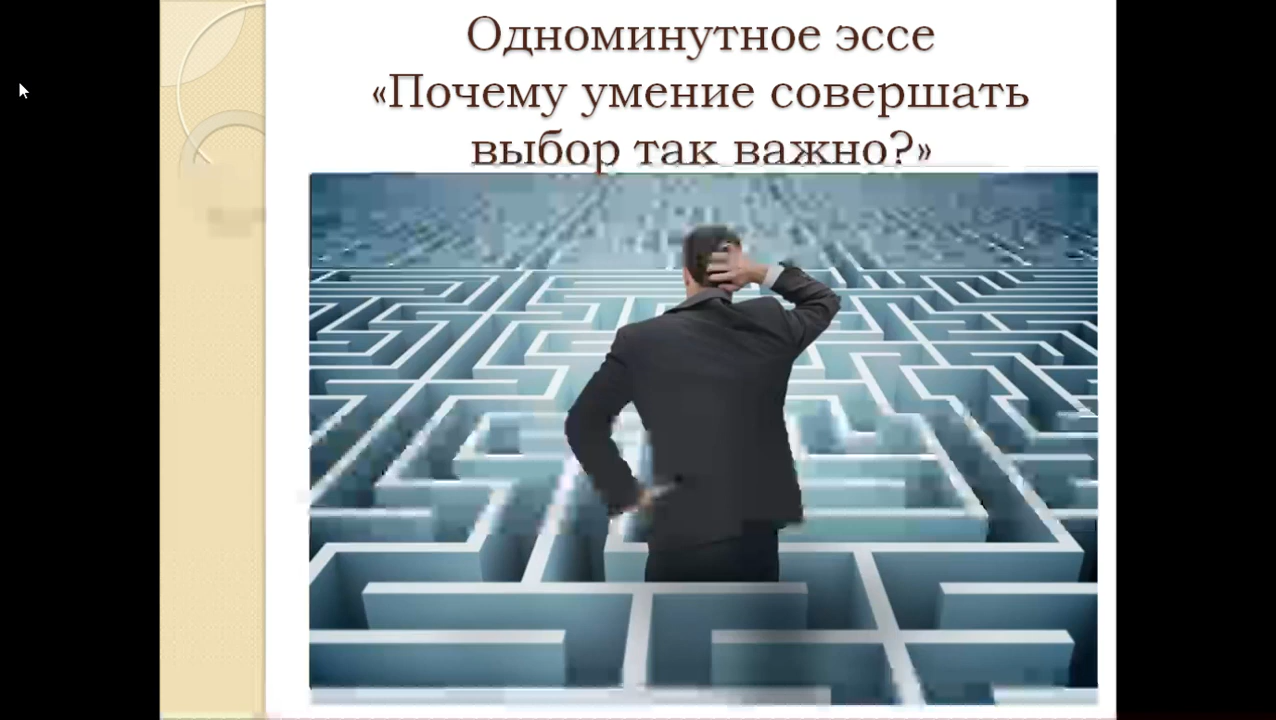 Одноминутное эссе
«Почему умение совершать
выбор так важно?»